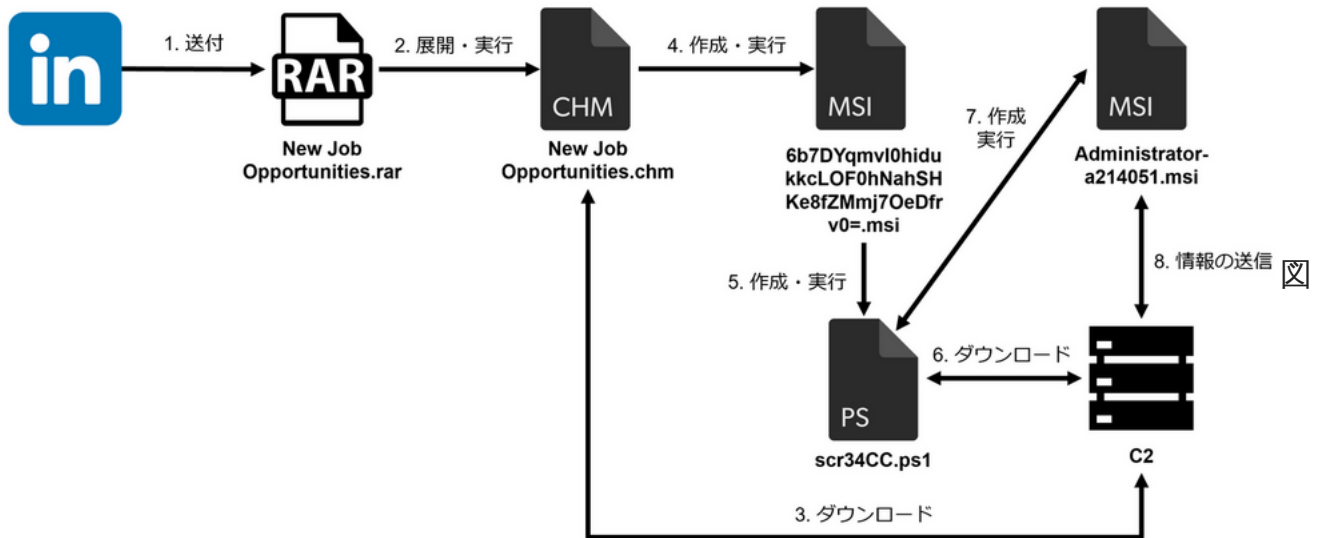 in
1. 送付
RAR
New Job
Opportunities.rar
2. 展開・実行
CHM
New Job
Opportunities.chm
4. 作成・実行
MSI
6b7DYqmvl0hidu
kkcLOF0hNahSH
Ke8fZMmj7OeDfr
v0=.msi
7. 作成
実行
MSI
Administrator-
a214051.msi
5. 作成・実行
8. 情報の送信
図
PS
scr34CC.ps1
6. ダウンロード
C2
3. ダウンロード